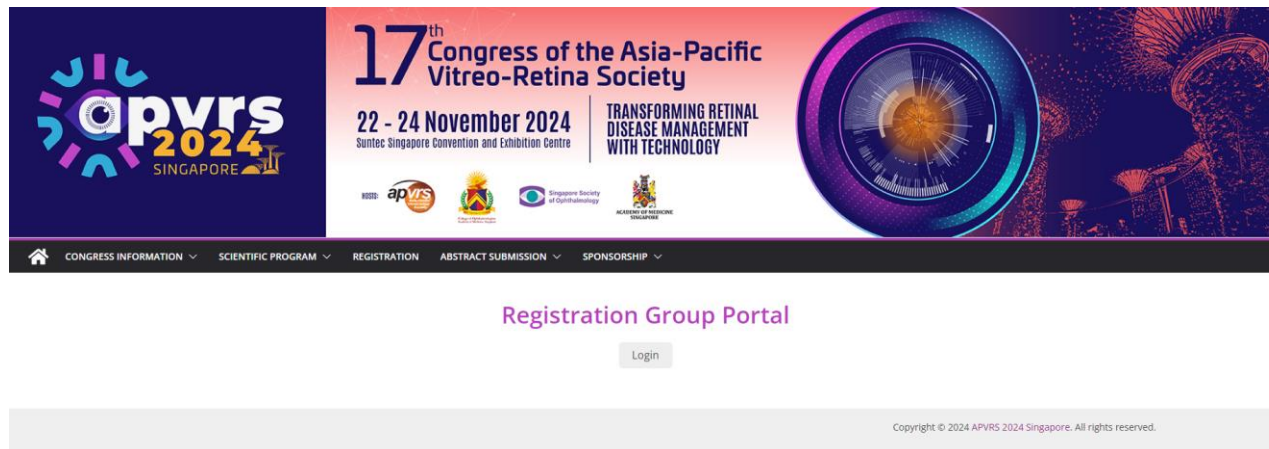 apvrs
2024
SINGAPORE
17th Congress of the Asia-Pacific
Vitreo-Retina Society
22 - 24 November 2024
Suntec Singapore Convention and Exhibition Centre
TRANSFORMING RETINAL
DISEASE MANAGEMENT
WITH TECHNOLOGY
HOSTS:
apvrs
Singapore Society
of Ophthalmology
ACADEMY OF MEDICINE
SINGAPORE
CONGRESS INFORMATION SCIENTIFIC PROGRAM REGISTRATION ABSTRACT SUBMISSION SPONSORSHIP
Registration Group Portal
Login
Copyright © 2024 APVRS 2024 Singapore. All rights reserved.